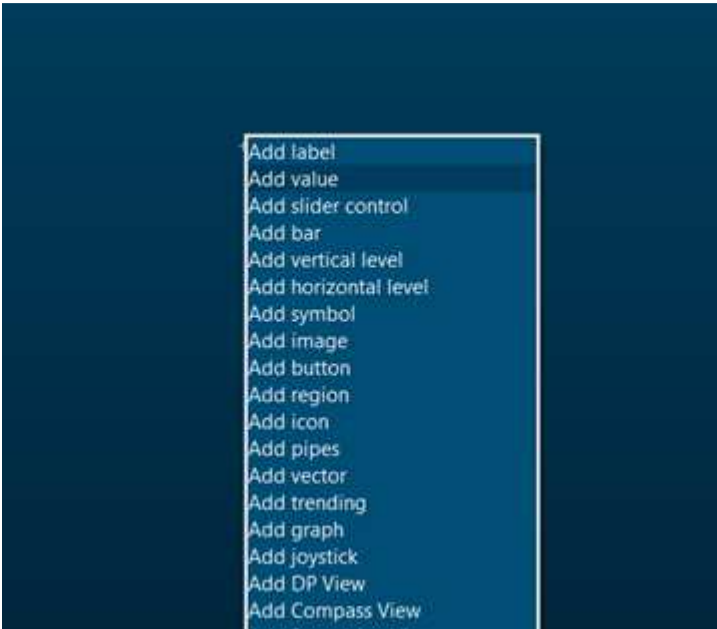 Add label
Add value
Add slider control
Add bar
Add vertical level
Add horizontal level
Add symbol
Add image
Add button
Add region
Add icon
Add pipes
Add vector
Add trending
Add graph
Add joystick
Add DP View
Add Compass View